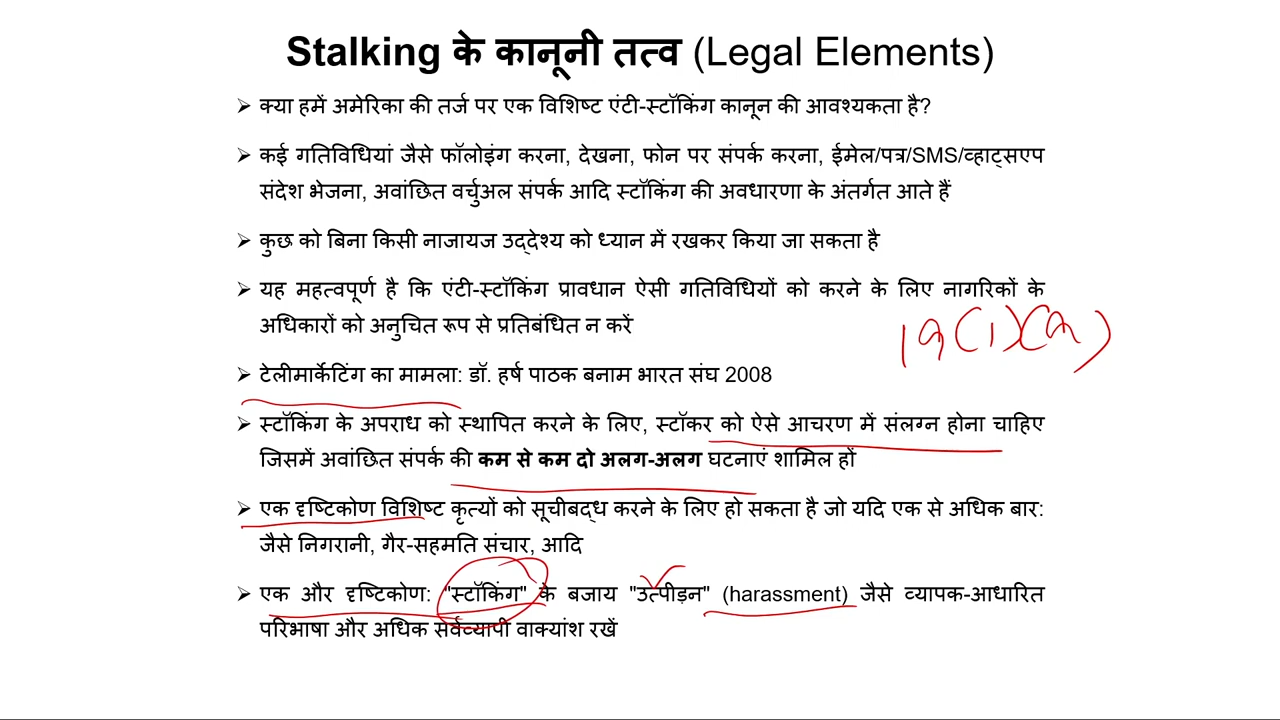 Stalking के कानूनी तत्व (Legal Elements)
➢ क्या हमें अमेरिका की तर्ज पर एक विशिष्ट एंटी-स्टॉकिंग कानून की आवश्यकता है?
➢ कई गतिविधियां जैसे फॉलोइंग करना, देखना, फोन पर संपर्क करना, ईमेल/पत्र/SMS/व्हाट्सएप
संदेश भेजना, अवांछित वर्चुअल संपर्क आदि स्टॉकिंग की अवधारणा के अंतर्गत आते हैं
➢ कुछ को बिना किसी नाजायज उद्देश्य को ध्यान में रखकर किया जा सकता है
➢ यह महत्वपूर्ण है कि एंटी-स्टॉकिंग प्रावधान ऐसी गतिविधियों को करने के लिए नागरिकों के
अधिकारों को अनुचित रूप से प्रतिबंधित न करें
19(1)(a)
➢ टेलीमार्केटिंग का मामला: डॉ. हर्ष पाठक बनाम भारत संघ 2008
➢ स्टॉकिंग के अपराध को स्थापित करने के लिए, स्टॉकर को ऐसे आचरण में संलग्न होना चाहिए
जिसमें अवांछित संपर्क की कम से कम दो अलग-अलग घटनाएं शामिल हों
➢ एक दृष्टिकोण विशिष्ट कृत्यों को सूचीबद्ध करने के लिए हो सकता है जो यदि एक से अधिक बार:
जैसे निगरानी, गैर-सहमति संचार, आदि
➢ एक और दृष्टिकोण: "स्टॉकिंग" के बजाय "उत्पीड़न" (harassment) जैसे व्यापक-आधारित
परिभाषा और अधिक सर्वव्यापी वाक्यांश रखें